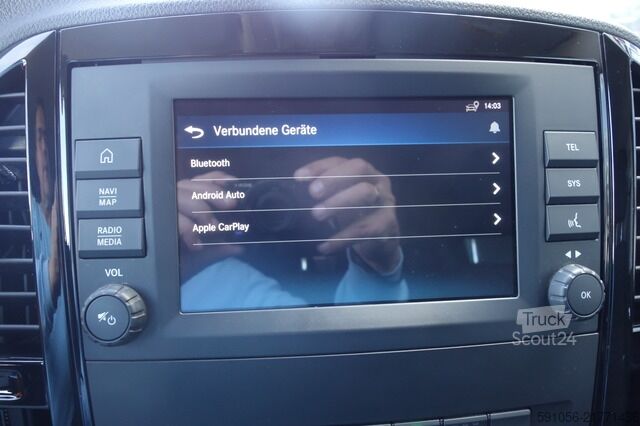 14:03
Verbundene Geräte
Bluetooth
Android Auto
Apple CarPlay
NAVI
MAP
RADIO
MEDIA
VOL
TEL
SYS
OK
Truck
Scout24